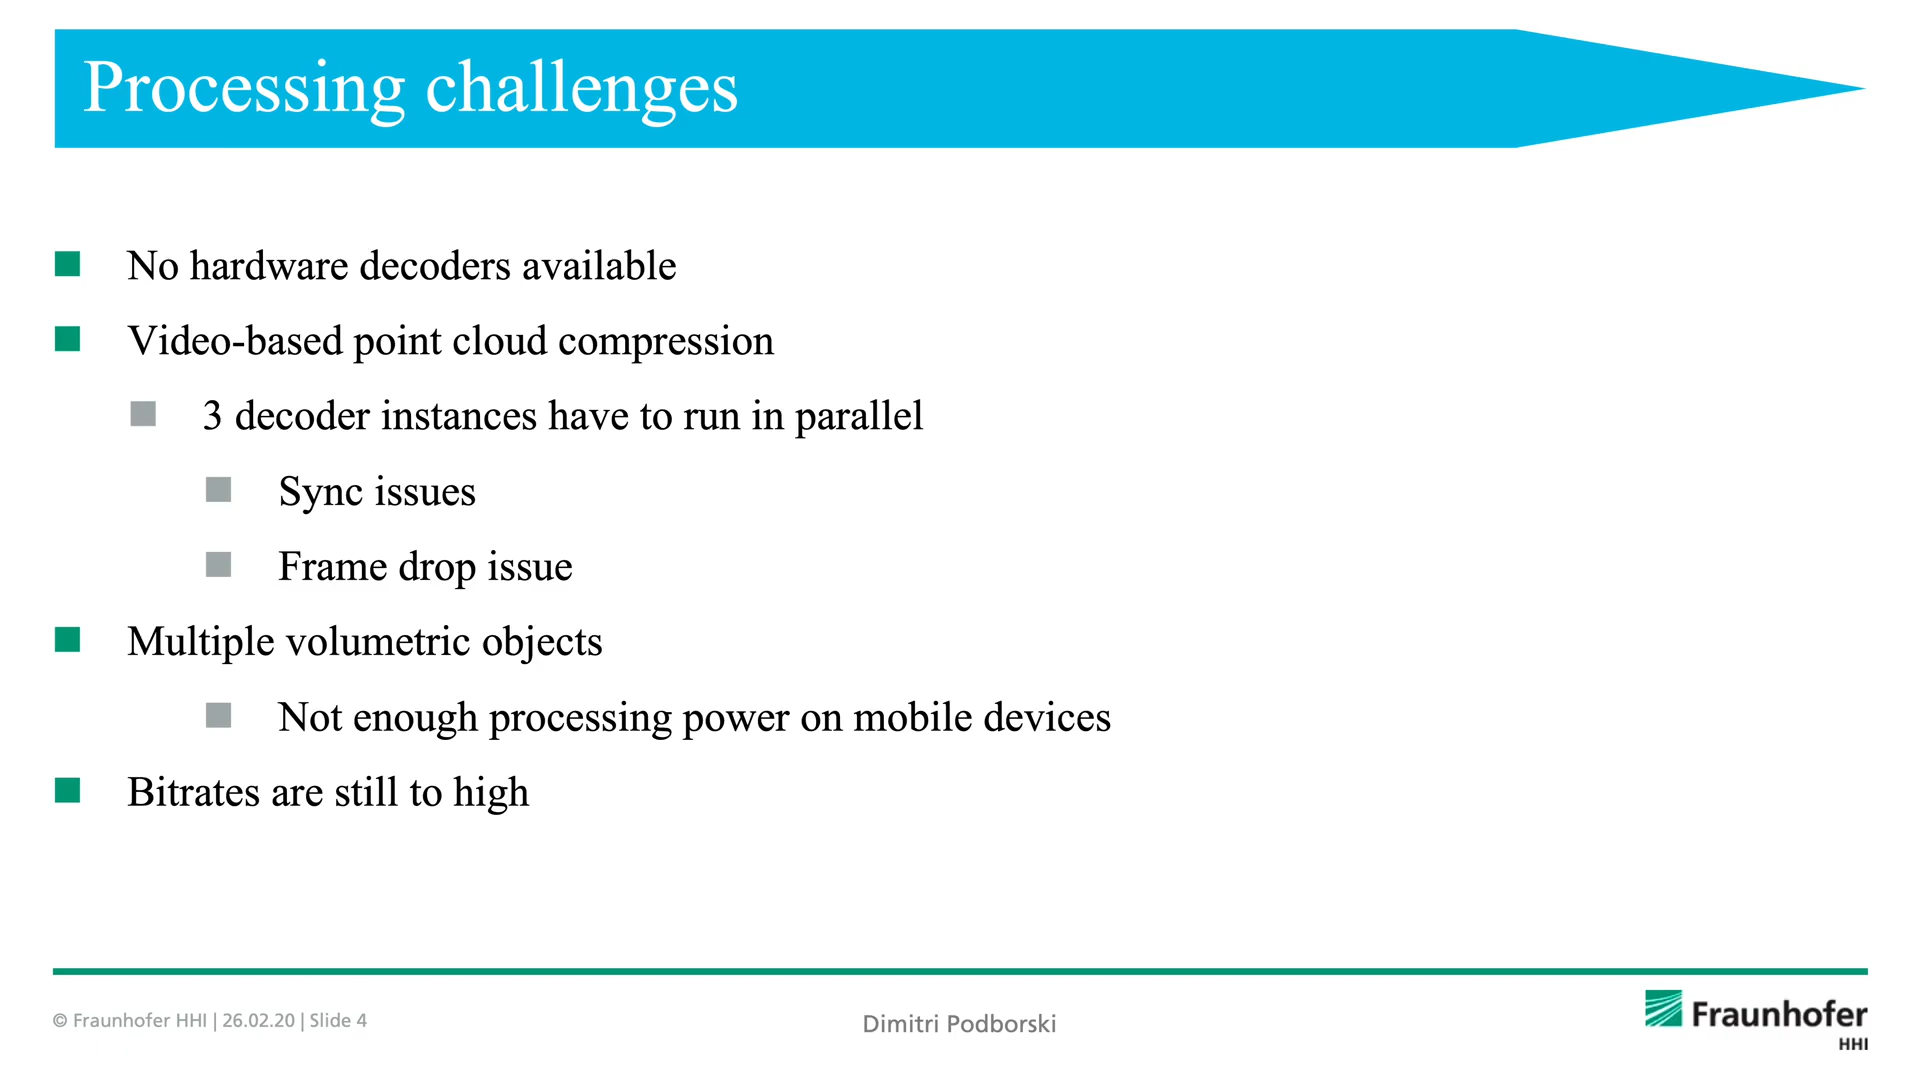 Processing challenges
No hardware decoders available
Video-based point cloud compression
3 decoder instances have to run in parallel
Sync issues
Frame drop issue
Multiple volumetric objects
Not enough processing power on mobile devices
Bitrates are still to high
© Fraunhofer HHI | 26.02.20 | Slide 4
Dimitri Podborski
Fraunhofer
HHI